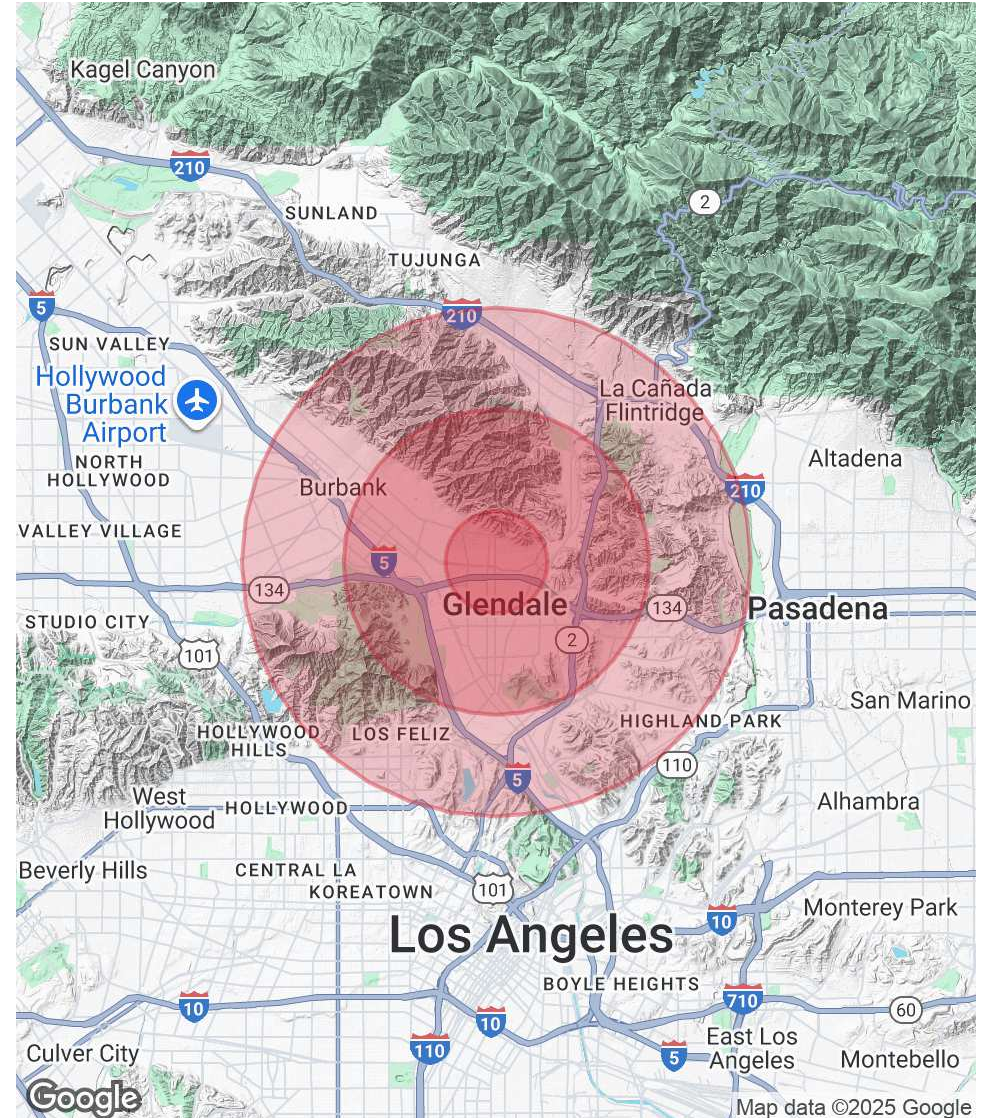 Kagel Canyon
210
2
SUNLAND
TUJUNGA
5
210
SUN VALLEY
Hollywood
Burbank
Airport
La Cañada
Flintridge
NORTH
HOLLYWOOD
Altadena
Burbank
210
VALLEY VILLAGE
5
134
Glendale
134
Pasadena
STUDIO CITY
2
101
San Marino
HOLLYWOOD
HILLS
LOS FELIZ
HIGHLAND PARK
110
5
West
Hollywood
HOLLYWOOD
Alhambra
Beverly Hills
CENTRAL LA
KOREATOWN
101
10
Monterey Park
Los Angeles
BOYLE HEIGHTS
10
710
60
10
110
5
East Los
Angeles
Culver City
Montebello
Google
Map data ©2025 Google